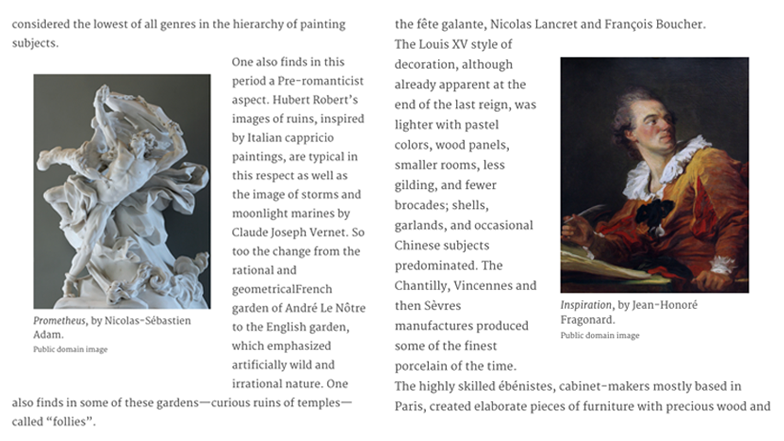 considered the lowest of all genres in the hierarchy of painting
subjects.
One also finds in this
period a Pre-romanticist
aspect. Hubert Robert's
images of ruins, inspired
by Italian cappricio
paintings, are typical in
this respect as well as
the image of storms and
moonlight marines by
Claude Joseph Vernet. So
too the change from the
rational and
geometricalFrench
garden of André Le Nôtre
to the English garden,
which emphasized
artificially wild and
irrational nature. One
also finds in some of these gardens—curious ruins of temples—
called “follies”.
Prometheus, by Nicolas-Sébastien
Adam.
Public domain image
the fête galante, Nicolas Lancret and François Boucher.
The Louis XV style of
decoration, although
already apparent at the
end of the last reign, was
lighter with pastel
colors, wood panels,
smaller rooms, less
gilding, and fewer
brocades; shells,
garlands, and occasional
Chinese subjects
predominated. The
Chantilly, Vincennes and
then Sèvres
manufactures produced
some of the finest
porcelain of the time.
Inspiration, by Jean-Honoré
Fragonard.
Public domain image
The highly skilled ébénistes, cabinet-makers mostly based in
Paris, created elaborate pieces of furniture with precious wood and